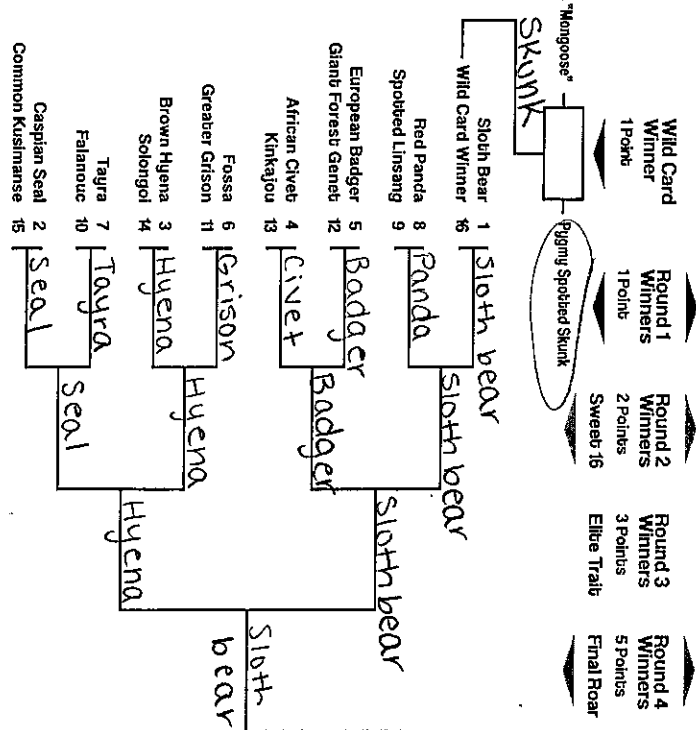 Wild Card
Winner
1 Point
Round 1
Winners
1 Point
Round 2
Winners
2 Points
Sweet 16
Round 3
Winners
3 Points
Elite Trait
Round 4
Winners
5 Points
Final Roar
"Mongoose"
Pygmy Spotted Skunk
Skunk
Sloth Bear 1
Wild Card Winner 16
Sloth bear
Red Panda 8
Spotted Linsang 9
Panda
European Badger 5
Giant Forest Genet 12
Badger
African Civet 4
Kinkajou 13
Civet
Fossa 6
Greater Grison 11
Grison
Brown Hyena 3
Solongoi 14
Hyena
Tayra 7
Falanouc 10
Tayra
Caspian Seal 2
Common Kusimanse 15
Seal
Sloth bear
Badger
Hyena
Seal
Sloth bear
Hyena
Sloth
bear